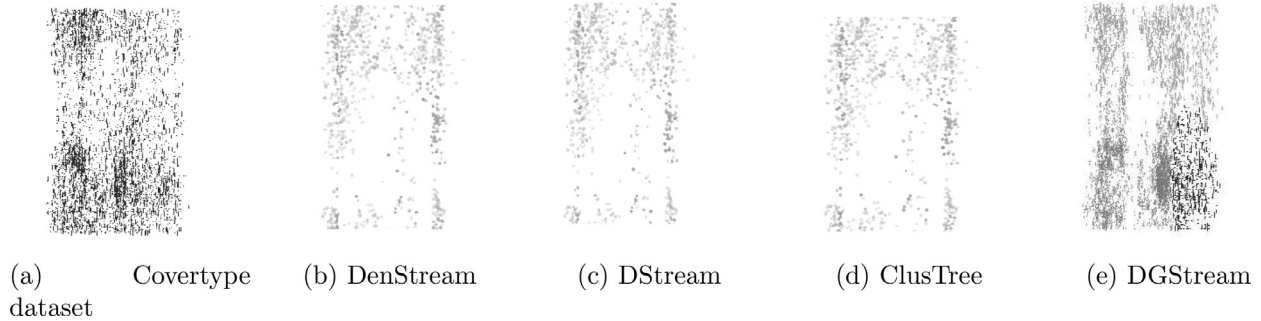 (a) Covertype
dataset
(b) DenStream
(c) DStream
(d) ClusTree
(e) DGStream